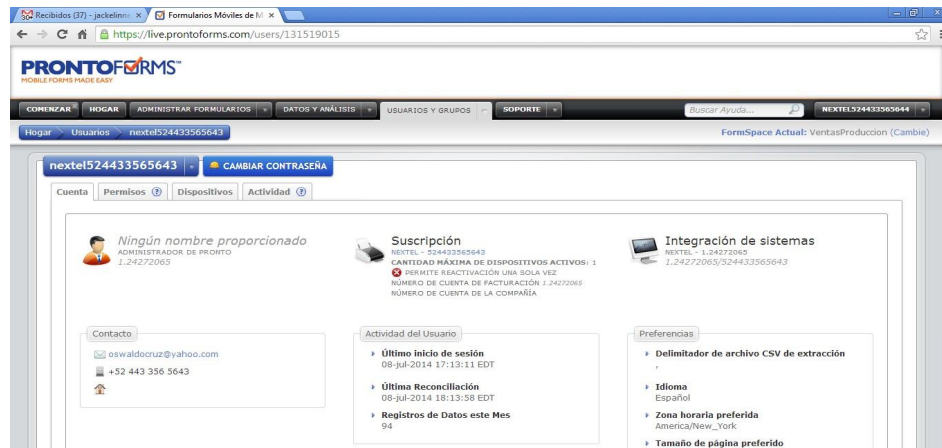 Recibidos (37) - jackelinn
Formularios Móviles de M
https://live.prontoforms.com/users/131519015
PRONTOFORMS™
MOBILE FORMS MADE EASY
COMENZAR HOGAR ADMINISTRAR FORMULARIOS DATOS Y ANÁLISIS USUARIOS Y GRUPOS SOPORTE Buscar Ayuda... NEXTEL524433565644
Hogar Usuarios nextel524433565643 FormSpace Actual: VentasProduccion (Cambie)
nextel524433565643 CAMBIAR CONTRASEÑA
Cuenta Permisos ? Dispositivos Actividad ?
Ningún nombre proporcionado
ADMINISTRADOR DE PRONTO
1.24272065
Suscripción
NEXTEL - 524433565643
CANTIDAD MÁXIMA DE DISPOSITIVOS ACTIVOS: 1
PERMITE REACTIVACIÓN UNA SOLA VEZ
NÚMERO DE CUENTA DE FACTURACIÓN 1.24272065
NÚMERO DE CUENTA DE LA COMPAÑÍA
Integración de sistemas
NEXTEL - 1.24272065
1.24272065/524433565643
Contacto
oswaldocruz@yahoo.com
+52 443 356 5643
Actividad del Usuario
Último inicio de sesión
08-jul-2014 17:13:11 EDT
Última Reconciliación
08-jul-2014 18:13:58 EDT
Registros de Datos este Mes
94
Preferencias
Delimitador de archivo CSV de extracción
,
Idioma
Español
Zona horaria preferida
America/New_York
Tamaño de página preferido